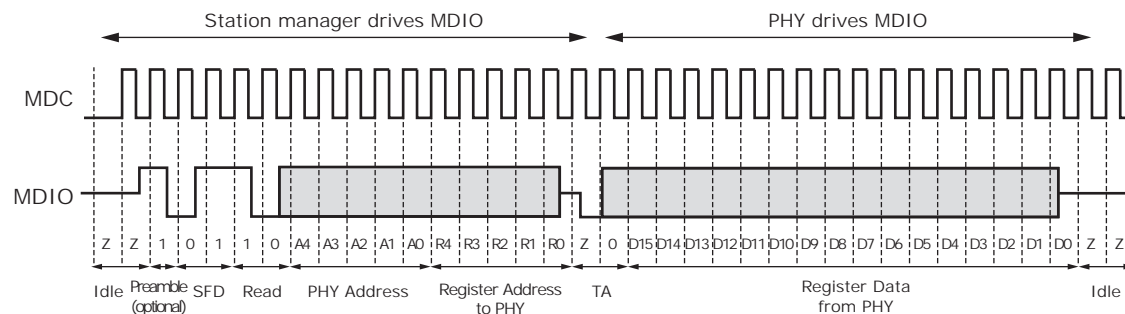 Station manager drives MDIO PHY drives MDIO
MDC
MDIO
Z Z 1 0 1 1 0 A4 A3 A2 A1 A0 R4 R3 R2 R1 R0 Z 0 D15 D14 D13 D12 D11 D10 D9 D8 D7 D6 D5 D4 D3 D2 D1 D0 Z Z
Idle Preamble (optional) SFD Read PHY Address Register Address to PHY TA Register Data from PHY Idle